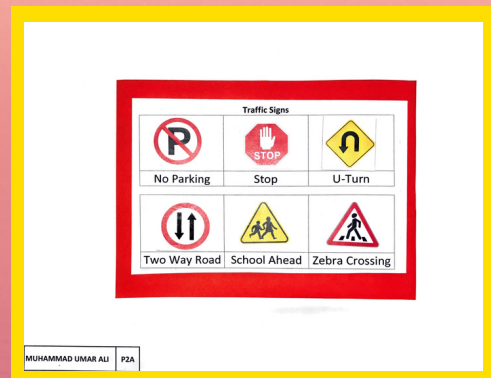 Traffic Signs
P STOP
No Parking Stop U-Turn
Two Way Road School Ahead Zebra Crossing
MUHAMMAD UMAR ALI P2A